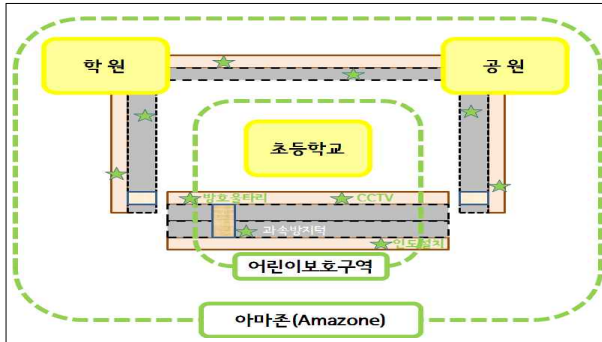 학 원
공 원
초등학교
방호울타리
CCTV
과속방지턱
인도설치
어린이보호구역
아마존(Amazone)